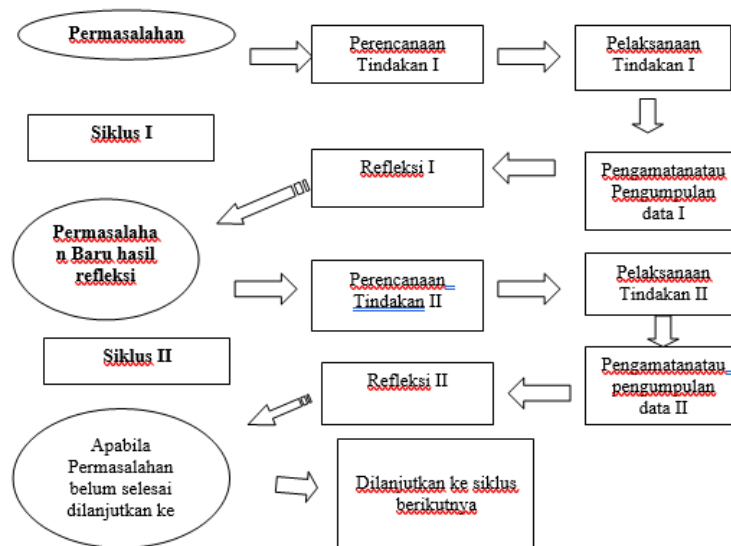 Permasalahan
Perencanaan
Tindakan I
Pelaksanaan
Tindakan I
Siklus I
Refleksi I
Pengamatanatau
Pengumpulan
data I
Permasalaha
n Baru hasil
refleksi
Perencanaan
Tindakan II
Pelaksanaan
Tindakan II
Siklus II
Refleksi II
Pengamatanatau
pengumpulan
data II
Apabila
Permasalahan
belum selesai
dilanjutkan ke
Dilanjutkan ke siklus
berikutnya